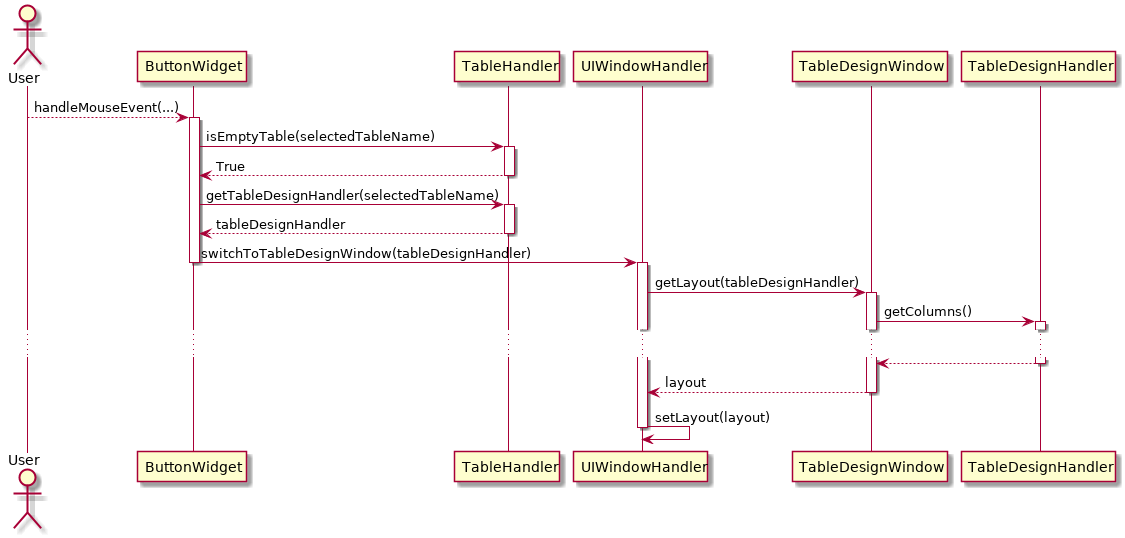 User
ButtonWidget
TableHandler
UIWindowHandler
TableDesignWindow
TableDesignHandler
handleMouseEvent(...)
isEmptyTable(selectedTableName)
True
getTableDesignHandler(selectedTableName)
tableDesignHandler
switchToTableDesignWindow(tableDesignHandler)
getLayout(tableDesignHandler)
getColumns()
layout
setLayout(layout)
User
ButtonWidget
TableHandler
UIWindowHandler
TableDesignWindow
TableDesignHandler